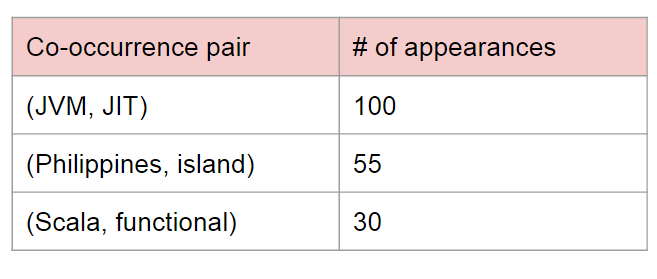 Co-occurrence pair # of appearances
(JVM, JIT) 100
(Philippines, island) 55
(Scala, functional) 30